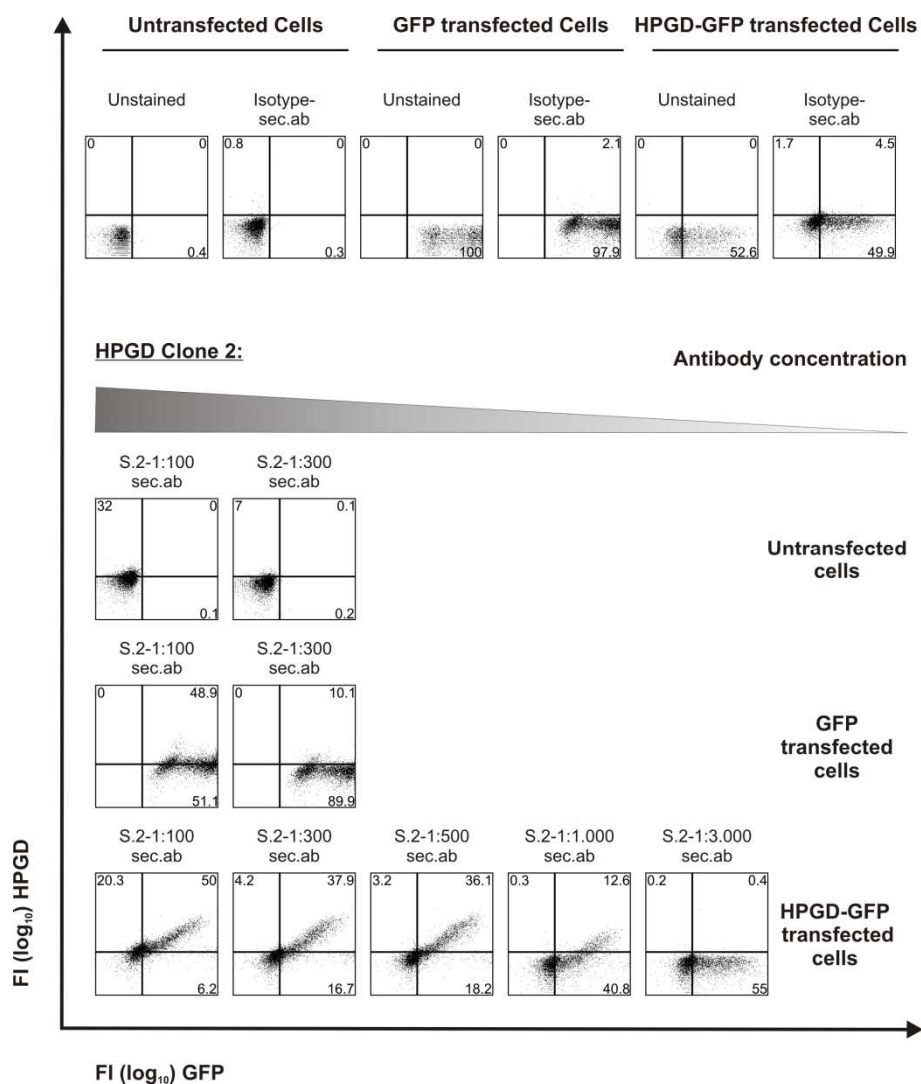 Untransfected Cells GFP transfected Cells HPGD-GFP transfected Cells
Unstained Isotype- Unstained Isotype- Unstained Isotype-
sec.ab sec.ab sec.ab
0 0 0.8 0 0 0 0 2.1 0 0 1.7 4.5
0.4 0.3 100 97.9 52.6 49.9
HPGD Clone 2: Antibody concentration
S.2-1:100 S.2-1:300
sec.ab sec.ab
32 0 7 0.1
Untransfected
cells
0.1 0.2
S.2-1:100 S.2-1:300
sec.ab sec.ab
0 48.9 0 10.1
GFP
transfected
cells
51.1 89.9
S.2-1:100 S.2-1:300 S.2-1:500 S.2-1:1.000 S.2-1:3.000
sec.ab sec.ab sec.ab sec.ab sec.ab
20.3 50 4.2 37.9 3.2 36.1 0.3 12.6 0.2 0.4
HPGD-GFP
transfected
cells
6.2 16.7 18.2 40.8 55
FI (log₁₀) HPGD
FI (log₁₀) GFP